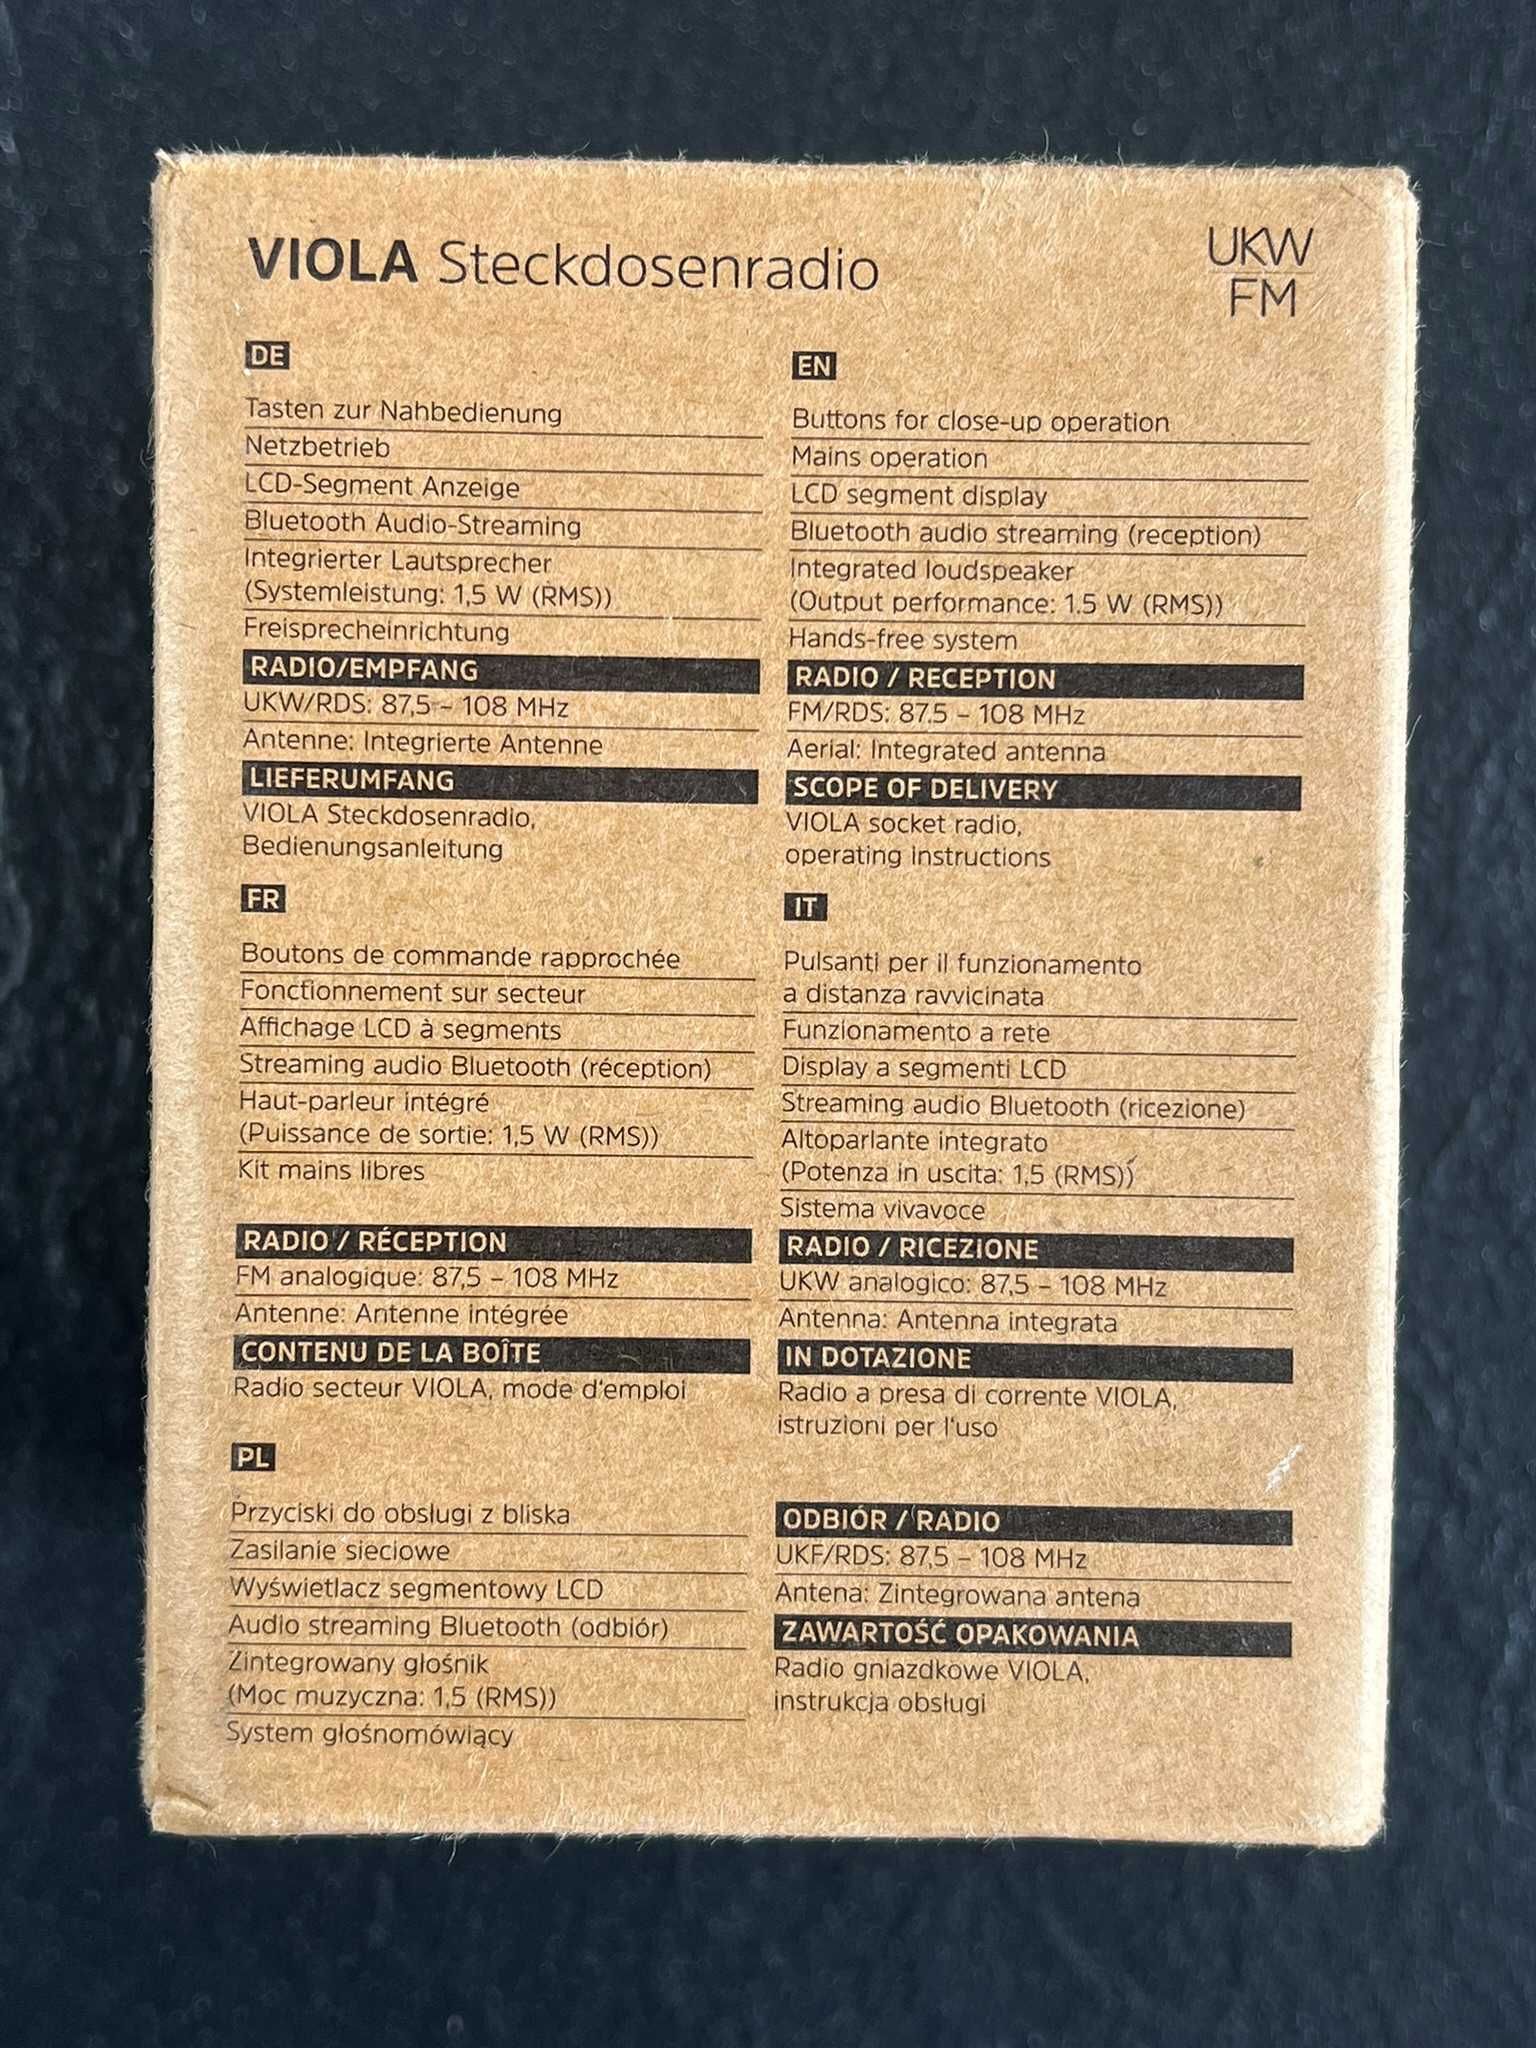 VIOLA Steckdosenradio
UKW
FM
DE
Tasten zur Nahbedienung
Netzbetrieb
LCD-Segment Anzeige
Bluetooth Audio-Streaming
Integrierter Lautsprecher
(Systemleistung: 1,5 W (RMS))
Freisprecheinrichtung
RADIO/EMPFANG
UKW/RDS: 87,5 – 108 MHz
Antenne: Integrierte Antenne
LIEFERUMFANG
VIOLA Steckdosenradio,
Bedienungsanleitung
EN
Buttons for close-up operation
Mains operation
LCD segment display
Bluetooth audio streaming (reception)
Integrated loudspeaker
(Output performance: 1.5 W (RMS))
Hands-free system
RADIO / RECEPTION
FM/RDS: 87.5 – 108 MHz
Aerial: Integrated antenna
SCOPE OF DELIVERY
VIOLA socket radio,
operating instructions
FR
Boutons de commande rapprochée
Fonctionnement sur secteur
Affichage LCD à segments
Streaming audio Bluetooth (réception)
Haut-parleur intégré
(Puissance de sortie: 1,5 W (RMS))
Kit mains libres
RADIO / RÉCEPTION
FM analogique: 87,5 – 108 MHz
Antenne: Antenne intégrée
CONTENU DE LA BOÎTE
Radio secteur VIOLA, mode d'emploi
IT
Pulsanti per il funzionamento
a distanza ravvicinata
Funzionamento a rete
Display a segmenti LCD
Streaming audio Bluetooth (ricezione)
Altoparlante integrato
(Potenza in uscita: 1,5 (RMS))
Sistema vivavoce
RADIO / RICEZIONE
UKW analogico: 87,5 – 108 MHz
Antenna: Antenna integrata
IN DOTAZIONE
Radio a presa di corrente VIOLA,
istruzioni per l'uso
PL
Przyciski do obsługi z bliska
Zasilanie sieciowe
Wyświetlacz segmentowy LCD
Audio streaming Bluetooth (odbiór)
Zintegrowany głośnik
(Moc muzyczna: 1,5 (RMS))
System głośnomówiący
ODBIÓR / RADIO
UKF/RDS: 87,5 – 108 MHz
Antena: Zintegrowana antena
ZAWARTOŚĆ OPAKOWANIA
Radio gniazdkowe VIOLA,
instrukcja obsługi